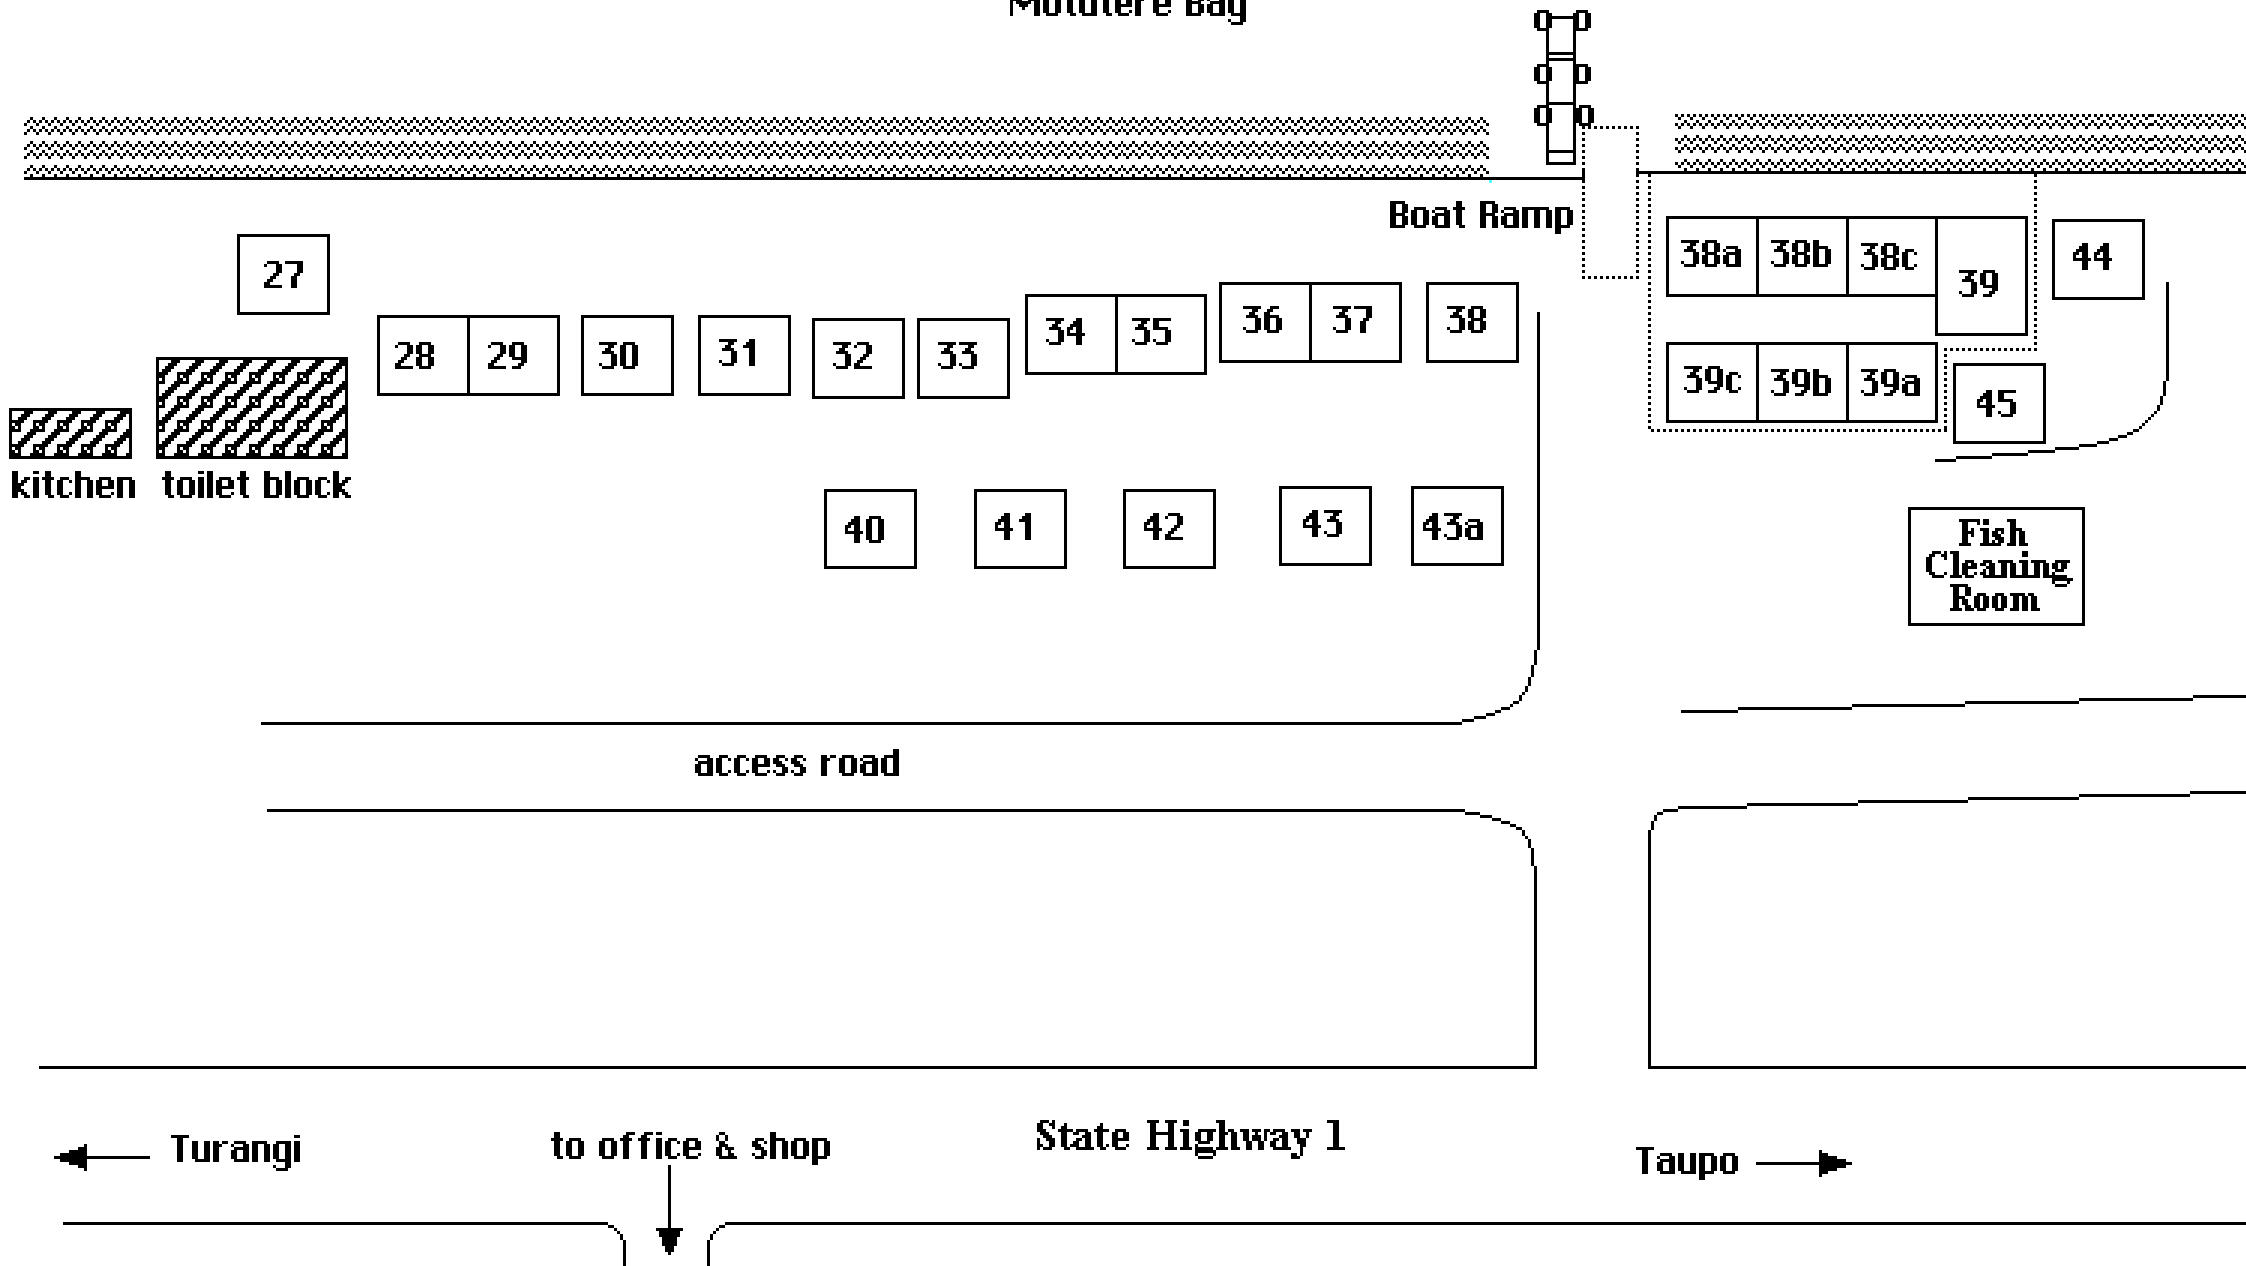 Motutere Bay
Boat Ramp
27
28
29
30
31
32
33
34
35
36
37
38
38a
38b
38c
39
44
39c
39b
39a
45
kitchen
toilet block
40
41
42
43
43a
Fish
Cleaning
Room
access road
Turangi
to office & shop
State Highway 1
Taupo